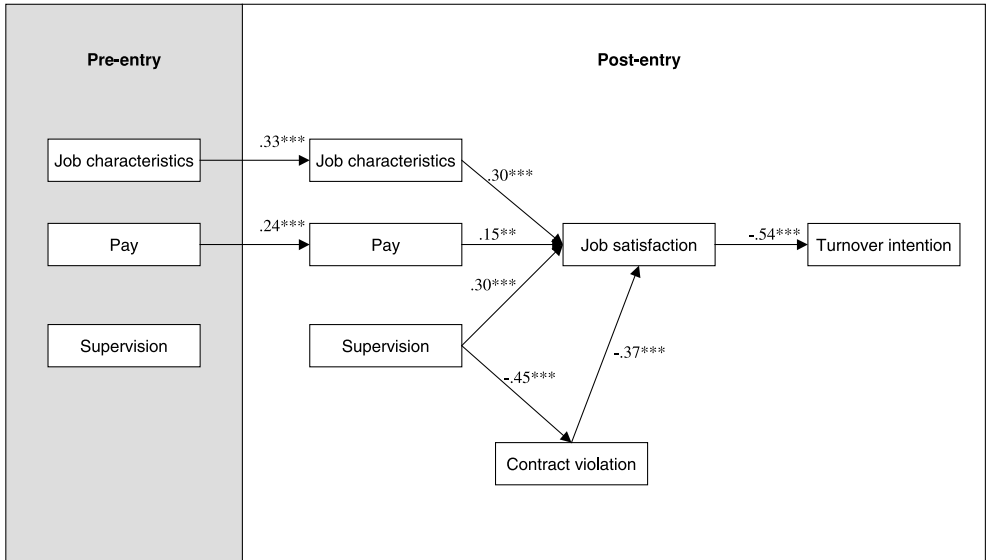 Pre-entry
Post-entry
Job characteristics
.33***
Job characteristics
.30***
Pay
.24***
Pay
.15**
Job satisfaction
-.54***
Turnover intention
.30***
Supervision
Supervision
-.37***
-.45***
Contract violation